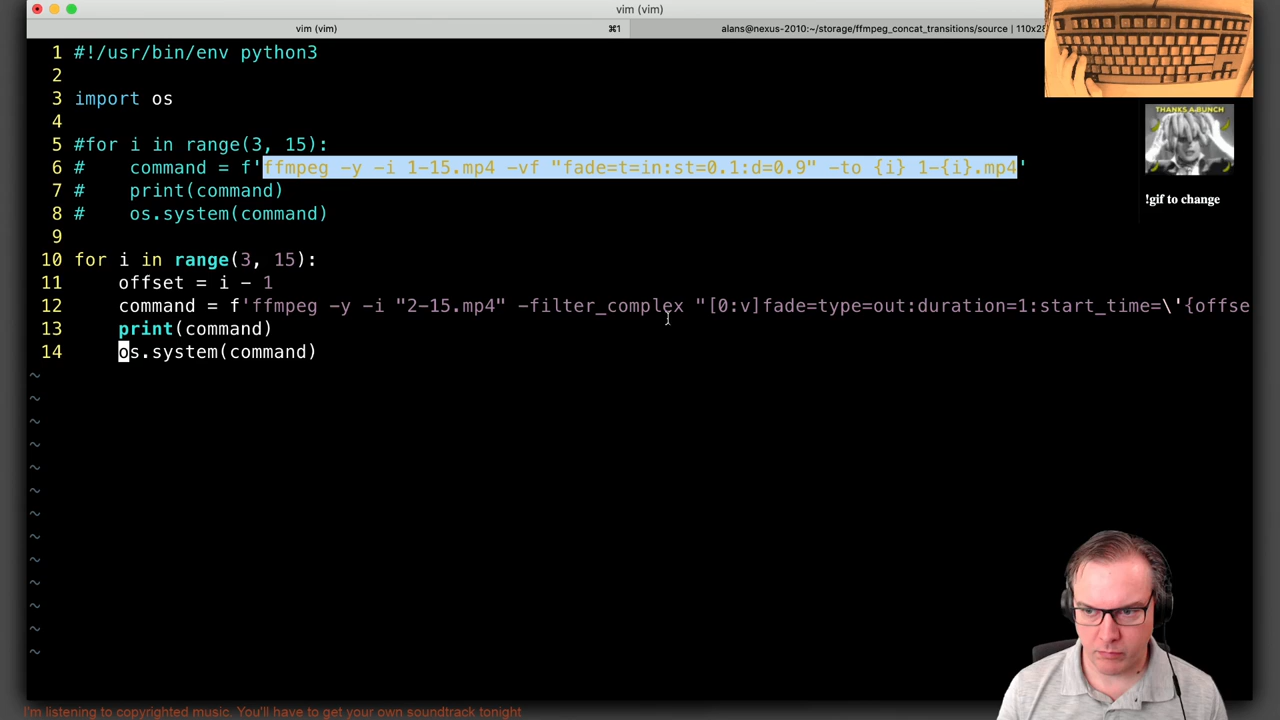 vim (vim)
vim (vim) ⌘1 alans@nexus-2010:~/storage/ffmpeg_concat_transitions/source | 110x28
1 #!/usr/bin/env python3
2
3 import os
4
5 #for i in range(3, 15):
6 #    command = f'ffmpeg -y -i 1-15.mp4 -vf "fade=t=in:st=0.1:d=0.9" -to {i} 1-{i}.mp4'
7 #    print(command)
8 #    os.system(command)
9
10 for i in range(3, 15):
11     offset = i - 1
12     command = f'ffmpeg -y -i "2-15.mp4" -filter_complex "[0:v]fade=type=out:duration=1:start_time=\'{offse
13     print(command)
14     os.system(command)
~
~
~
~
~
~
~
~
~
~
~
~
~
THANKS A BUNCH
!gif to change
I'm listening to copyrighted music. You'll have to get your own soundtrack tonight